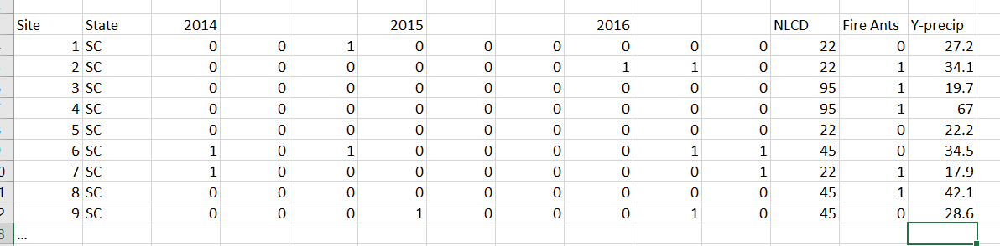 Site State 2014 2015 2016 NLCD Fire Ants Y-precip
1 SC 0 0 1 0 0 0 0 0 0 22 0 27.2
2 SC 0 0 0 0 0 0 1 1 0 22 1 34.1
3 SC 0 0 0 0 0 0 0 0 0 95 1 19.7
4 SC 0 0 0 0 0 0 0 0 0 95 1 67
5 SC 0 0 0 0 0 0 0 0 0 22 0 22.2
6 SC 1 0 1 0 0 0 0 1 1 45 0 34.5
7 SC 1 0 0 0 0 0 0 0 1 22 1 17.9
8 SC 0 0 0 0 0 0 0 0 0 45 1 42.1
9 SC 0 0 0 1 0 0 0 1 0 45 0 28.6
...